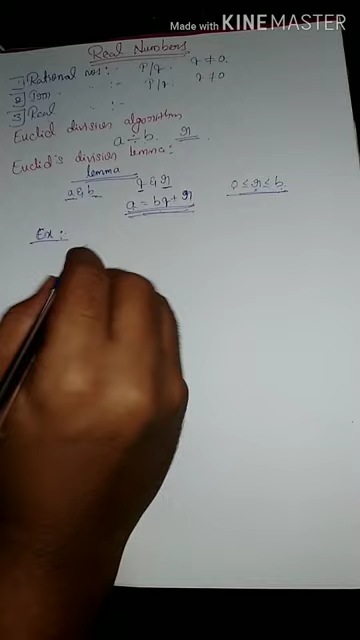 Made with KINEMASTER
Real Numbers
1) Rational nos :- P/q, q ≠ 0.
2) Irra " :- P/q, q ≠ 0
3) Real " :-
Euclid division algorithm
a ÷ b. r.
Euclid's division lemma :
lemma
a & b q & r 0 ≤ r ≤ b.
a = bq + r
Ex :-